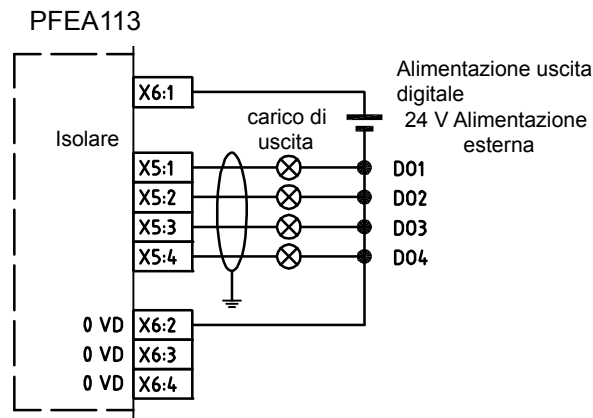 PFEA113
X6:1
Alimentazione uscita
digitale
24 V Alimentazione
esterna
carico di
uscita
Isolare
X5:1
DO1
X5:2
DO2
X5:3
DO3
X5:4
DO4
0 VD X6:2
0 VD X6:3
0 VD X6:4